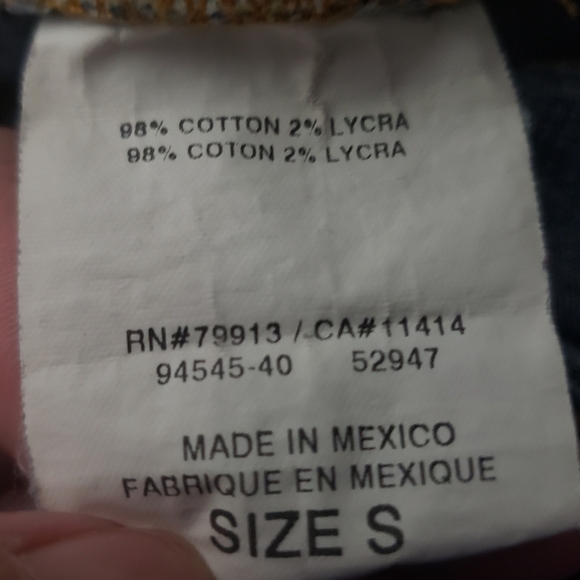 98% COTTON 2% LYCRA
98% COTON 2% LYCRA
RN#79913 / CA#11414
94545-40 52947
MADE IN MEXICO
FABRIQUE EN MEXIQUE
SIZE S